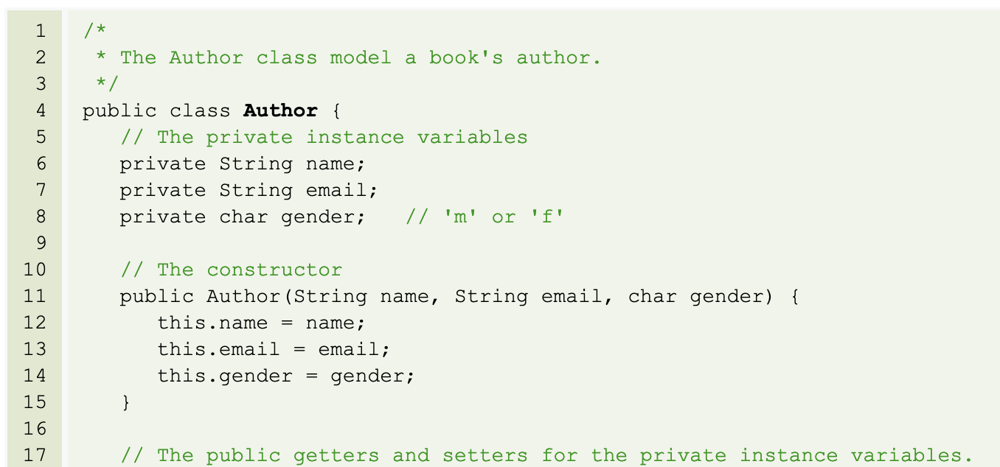 1 /*
2  * The Author class model a book's author.
3  */
4 public class Author {
5    // The private instance variables
6    private String name;
7    private String email;
8    private char gender;   // 'm' or 'f'
9
10    // The constructor
11    public Author(String name, String email, char gender) {
12       this.name = name;
13       this.email = email;
14       this.gender = gender;
15    }
16
17    // The public getters and setters for the private instance variables.